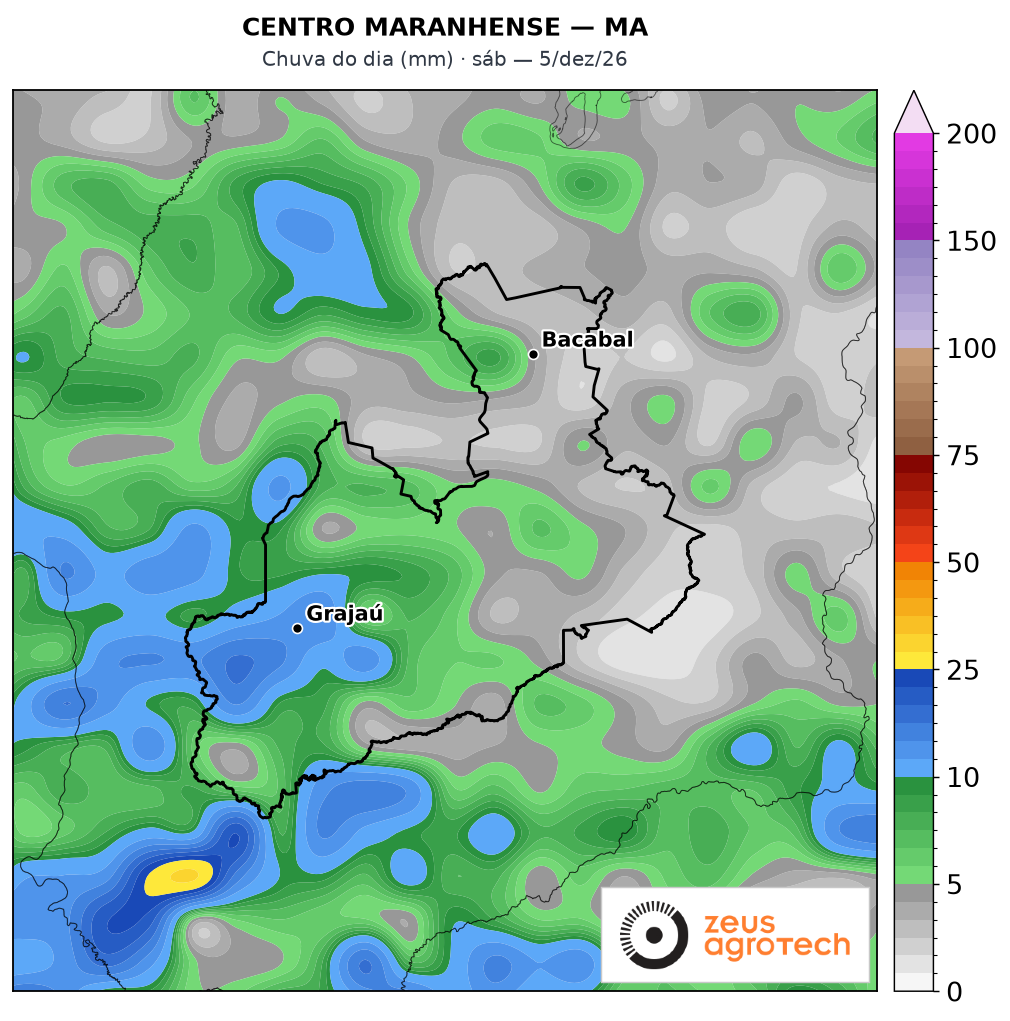 CENTRO MARANHENSE — MA
Chuva do dia (mm) · sáb — 5/dez/26
200
150
100
75
50
25
10
5
0
Bacabal
Grajaú
zeus
agrotech